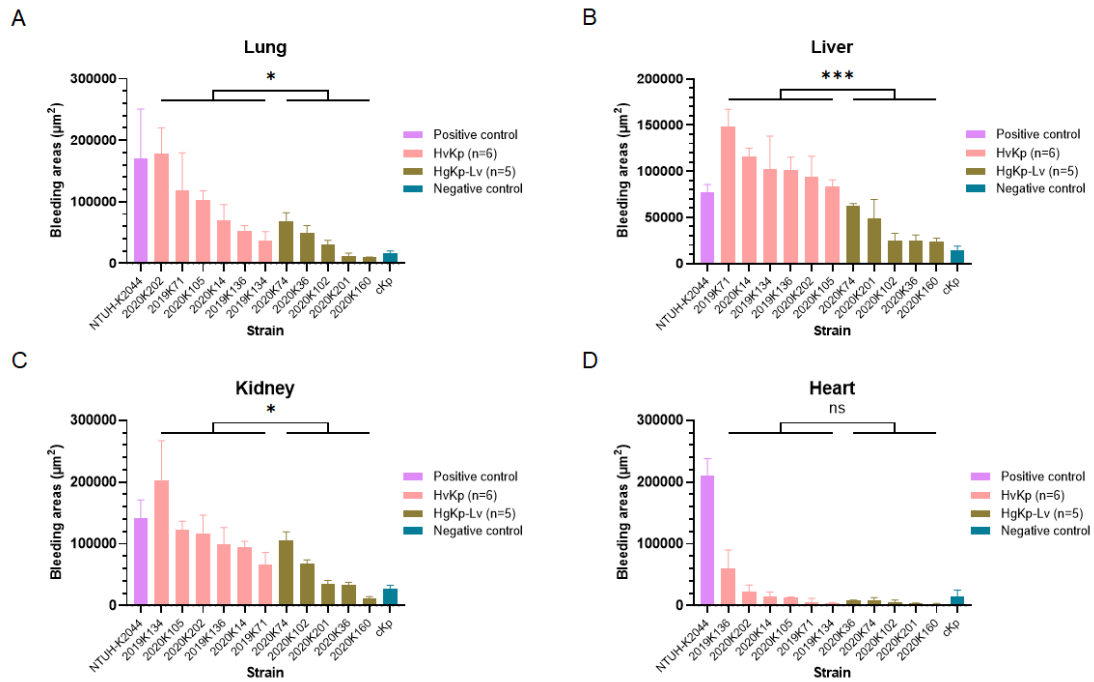 A
Lung
*
300000
200000
100000
0
Bleeding areas (µm²)
NTUH-K2044
2020K202
2019K71
2020K105
2020K14
2019K136
2019K134
2020K74
2020K36
2020K102
2020K201
2020K160
cKp
Strain
Positive control
HvKp (n=6)
HgKp-Lv (n=5)
Negative control
B
Liver
***
200000
150000
100000
50000
0
Bleeding areas (µm²)
NTUH-K2044
2019K71
2020K14
2019K134
2019K136
2020K202
2020K105
2020K74
2020K201
2020K102
2020K36
2020K160
cKp
Strain
Positive control
HvKp (n=6)
HgKp-Lv (n=5)
Negative control
C
Kidney
*
300000
200000
100000
0
Bleeding areas (µm²)
NTUH-K2044
2019K134
2020K105
2020K202
2019K136
2020K14
2019K71
2020K74
2020K102
2020K201
2020K36
2020K160
cKp
Strain
Positive control
HvKp (n=6)
HgKp-Lv (n=5)
Negative control
D
Heart
ns
300000
200000
100000
0
Bleeding areas (µm²)
NTUH-K2044
2019K136
2020K202
2020K14
2020K105
2019K71
2019K134
2020K36
2020K74
2020K102
2020K201
2020K160
cKp
Strain
Positive control
HvKp (n=6)
HgKp-Lv (n=5)
Negative control